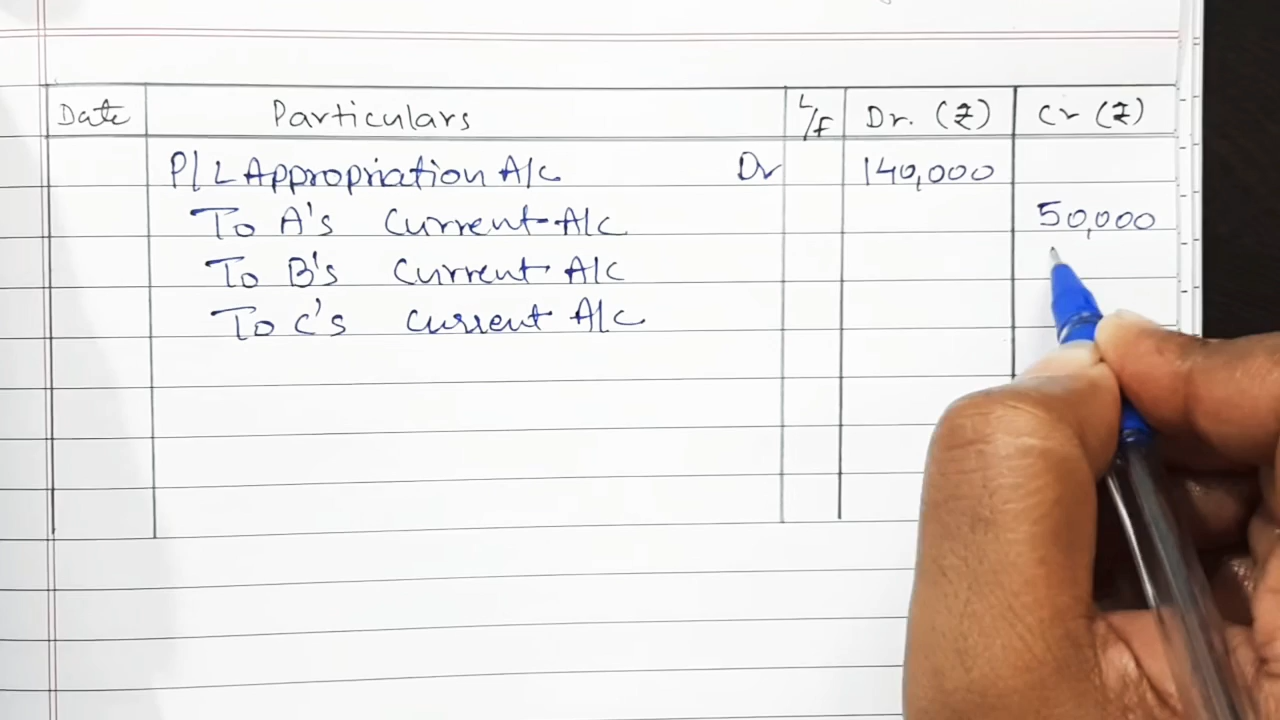 Date Particulars L/F Dr. (₹) Cr (₹)
P/L Appropriation A/c Dr 140,000
To A's Current A/c 50,000
To B's Current A/c
To C's Current A/c